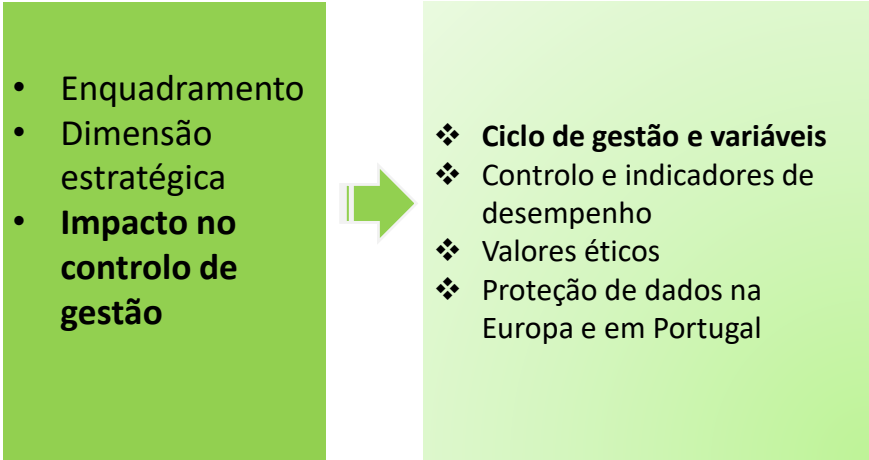 • Enquadramento
• Dimensão
estratégica
• Impacto no
controlo de
gestão
❖ Ciclo de gestão e variáveis
❖ Controlo e indicadores de
desempenho
❖ Valores éticos
❖ Proteção de dados na
Europa e em Portugal